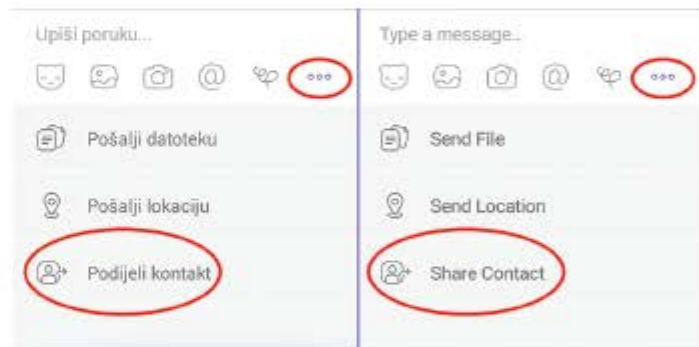 Upiši poruku...
Pošalji datoteku
Pošalji lokaciju
Podijeli kontakt
Type a message..
Send File
Send Location
Share Contact